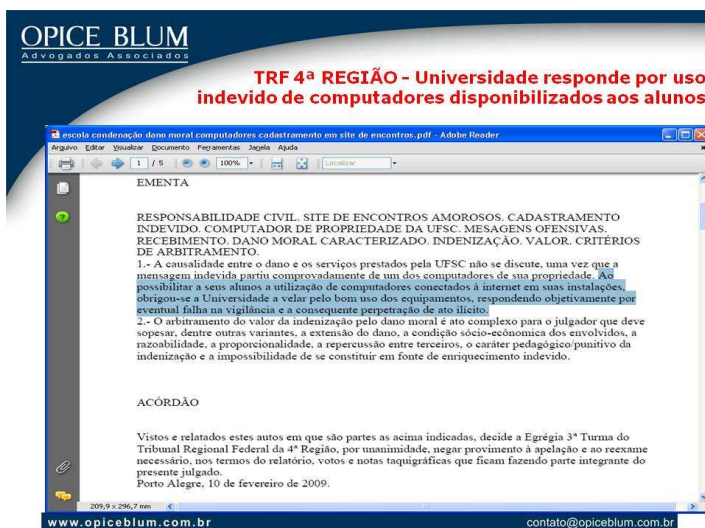 OPICE BLUM
Advogados Associados
TRF 4ª REGIÃO - Universidade responde por uso
indevido de computadores disponibilizados aos alunos
escola condenação dano moral computadores cadastramento em site de encontros.pdf - Adobe Reader
Arquivo Editar Visualizar Documento Ferramentas Janela Ajuda
1 / 5 100% Localizar
EMENTA
RESPONSABILIDADE CIVIL. SITE DE ENCONTROS AMOROSOS. CADASTRAMENTO
INDEVIDO. COMPUTADOR DE PROPRIEDADE DA UFSC. MESAGENS OFENSIVAS.
RECEBIMENTO. DANO MORAL CARACTERIZADO. INDENIZAÇÃO. VALOR. CRITÉRIOS
DE ARBITRAMENTO.
1.- A causalidade entre o dano e os serviços prestados pela UFSC não se discute, uma vez que a
mensagem indevida partiu comprovadamente de um dos computadores de sua propriedade. Ao
possibilitar a seus alunos a utilização de computadores conectados à internet em suas instalações,
obrigou-se a Universidade a velar pelo bom uso dos equipamentos, respondendo objetivamente por
eventual falha na vigilância e a consequente perpetração de ato ilícito.
2.- O arbitramento do valor da indenização pelo dano moral é ato complexo para o julgador que deve
sopesar, dentre outras variantes, a extensão do dano, a condição sócio-econômica dos envolvidos, a
razoabilidade, a proporcionalidade, a repercussão entre terceiros, o caráter pedagógico/punitivo da
indenização e a impossibilidade de se constituir em fonte de enriquecimento indevido.
ACÓRDÃO
Vistos e relatados estes autos em que são partes as acima indicadas, decide a Egrégia 3ª Turma do
Tribunal Regional Federal da 4ª Região, por unanimidade, negar provimento à apelação e ao reexame
necessário, nos termos do relatório, votos e notas taquigráficas que ficam fazendo parte integrante do
presente julgado.
Porto Alegre, 10 de fevereiro de 2009.
209,9 x 296,7 mm
www.opiceblum.com.br
contato@opiceblum.com.br